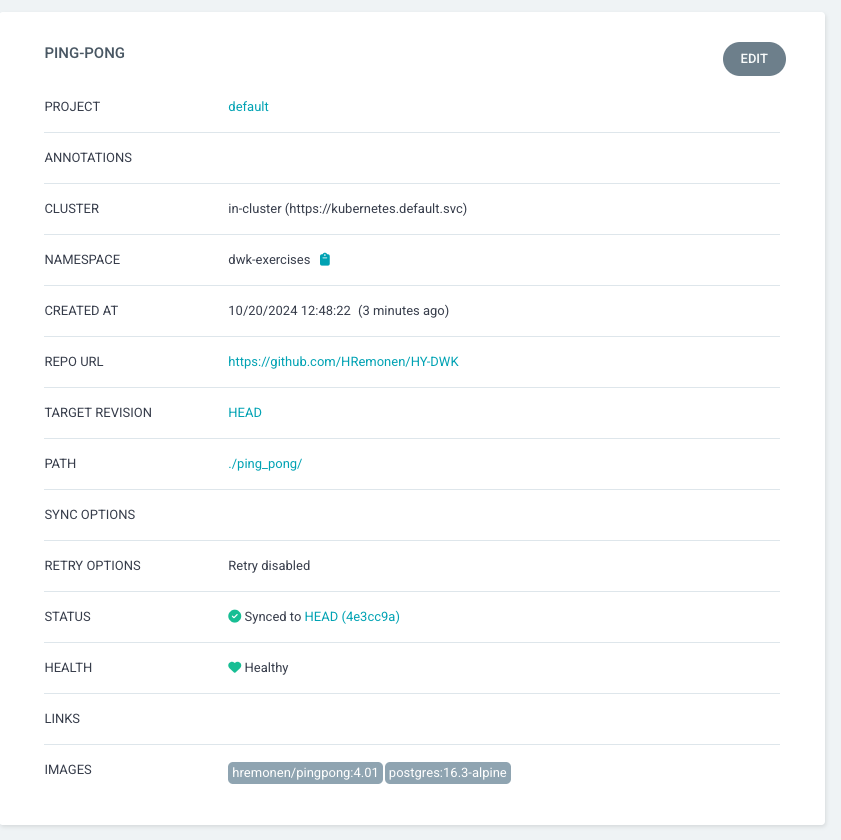 PING-PONG
EDIT
PROJECT default
ANNOTATIONS
CLUSTER in-cluster (https://kubernetes.default.svc)
NAMESPACE dwk-exercises
CREATED AT 10/20/2024 12:48:22 (3 minutes ago)
REPO URL https://github.com/HRemonen/HY-DWK
TARGET REVISION HEAD
PATH ./ping_pong/
SYNC OPTIONS
RETRY OPTIONS Retry disabled
STATUS Synced to HEAD (4e3cc9a)
HEALTH Healthy
LINKS
IMAGES hremonen/pingpong:4.01 postgres:16.3-alpine